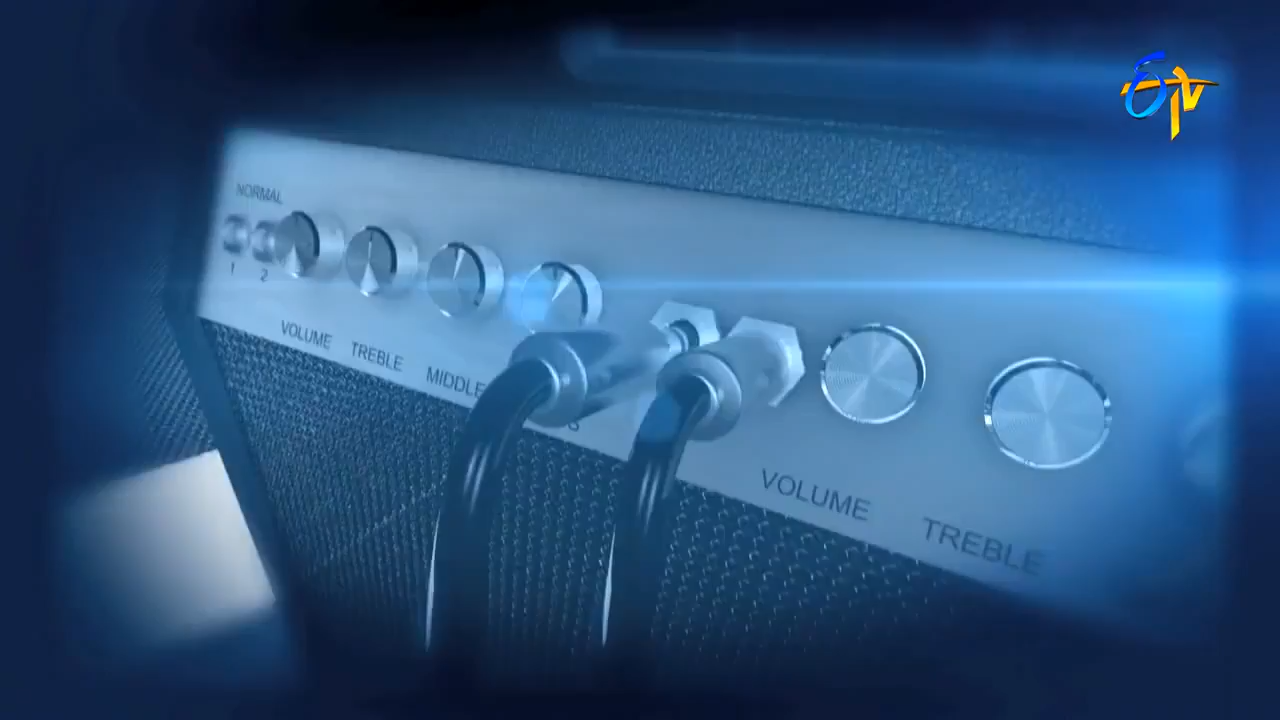 ETV
NORMAL
1 2
VOLUME TREBLE MIDDLE
VOLUME TREBLE